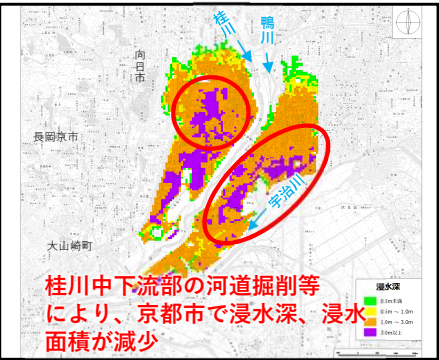 桂川
鴨川
向日市
長岡京市
宇治川
大山崎町
桂川中下流部の河道掘削等
により、京都市で浸水深、浸水
面積が減少
浸水深
0.5m未満
0.5m ～ 1.0m
1.0m ～ 3.0m
3.0m以上